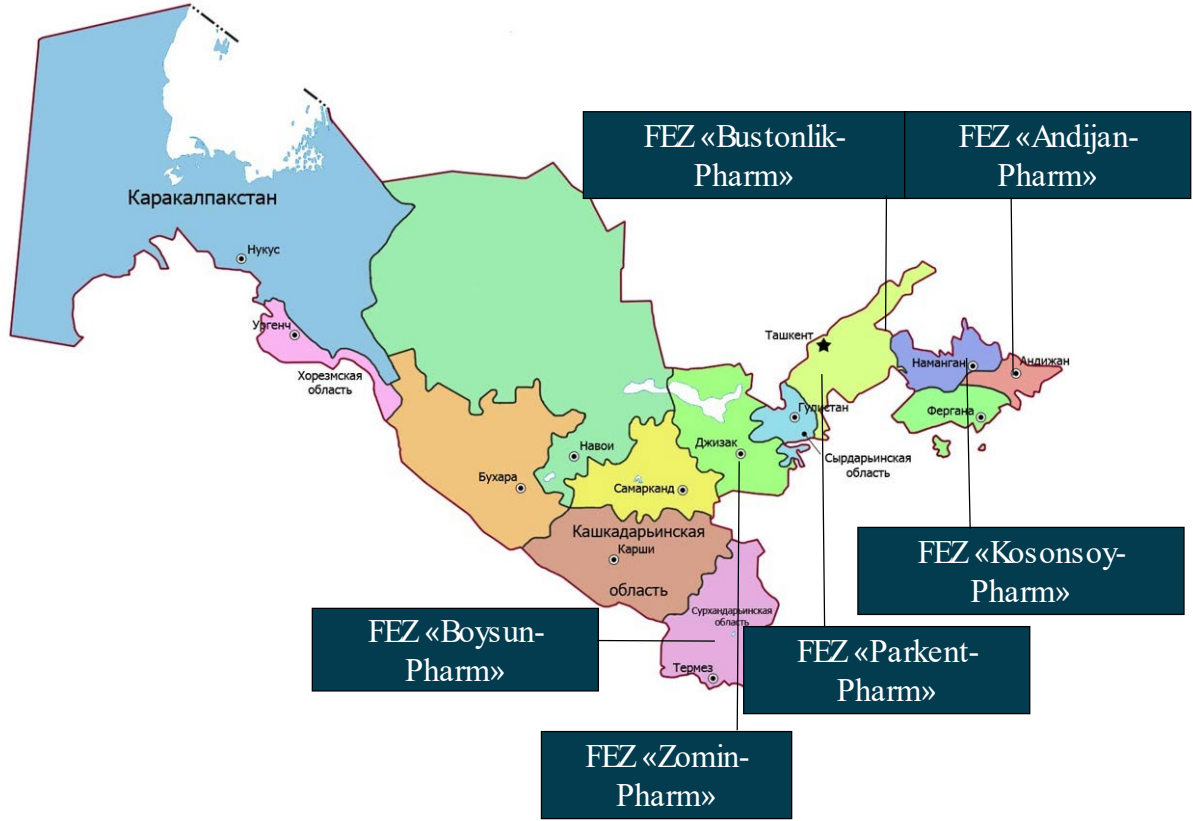 FEZ «Bustonlik-
Pharm»
FEZ «Andijan-
Pharm»
Каракалпакстан
Нукус
Ургенч
Хорезмская
область
Ташкент
Наманган
Андижан
Гулистан
Фергана
Сырдарьинская
область
Джизак
Навои
Бухара
Самарканд
Кашкадарьинская
Карши
область
Сурхандарьинская
область
Термез
FEZ «Kosonsoy-
Pharm»
FEZ «Boysun-
Pharm»
FEZ «Parkent-
Pharm»
FEZ «Zomin-
Pharm»